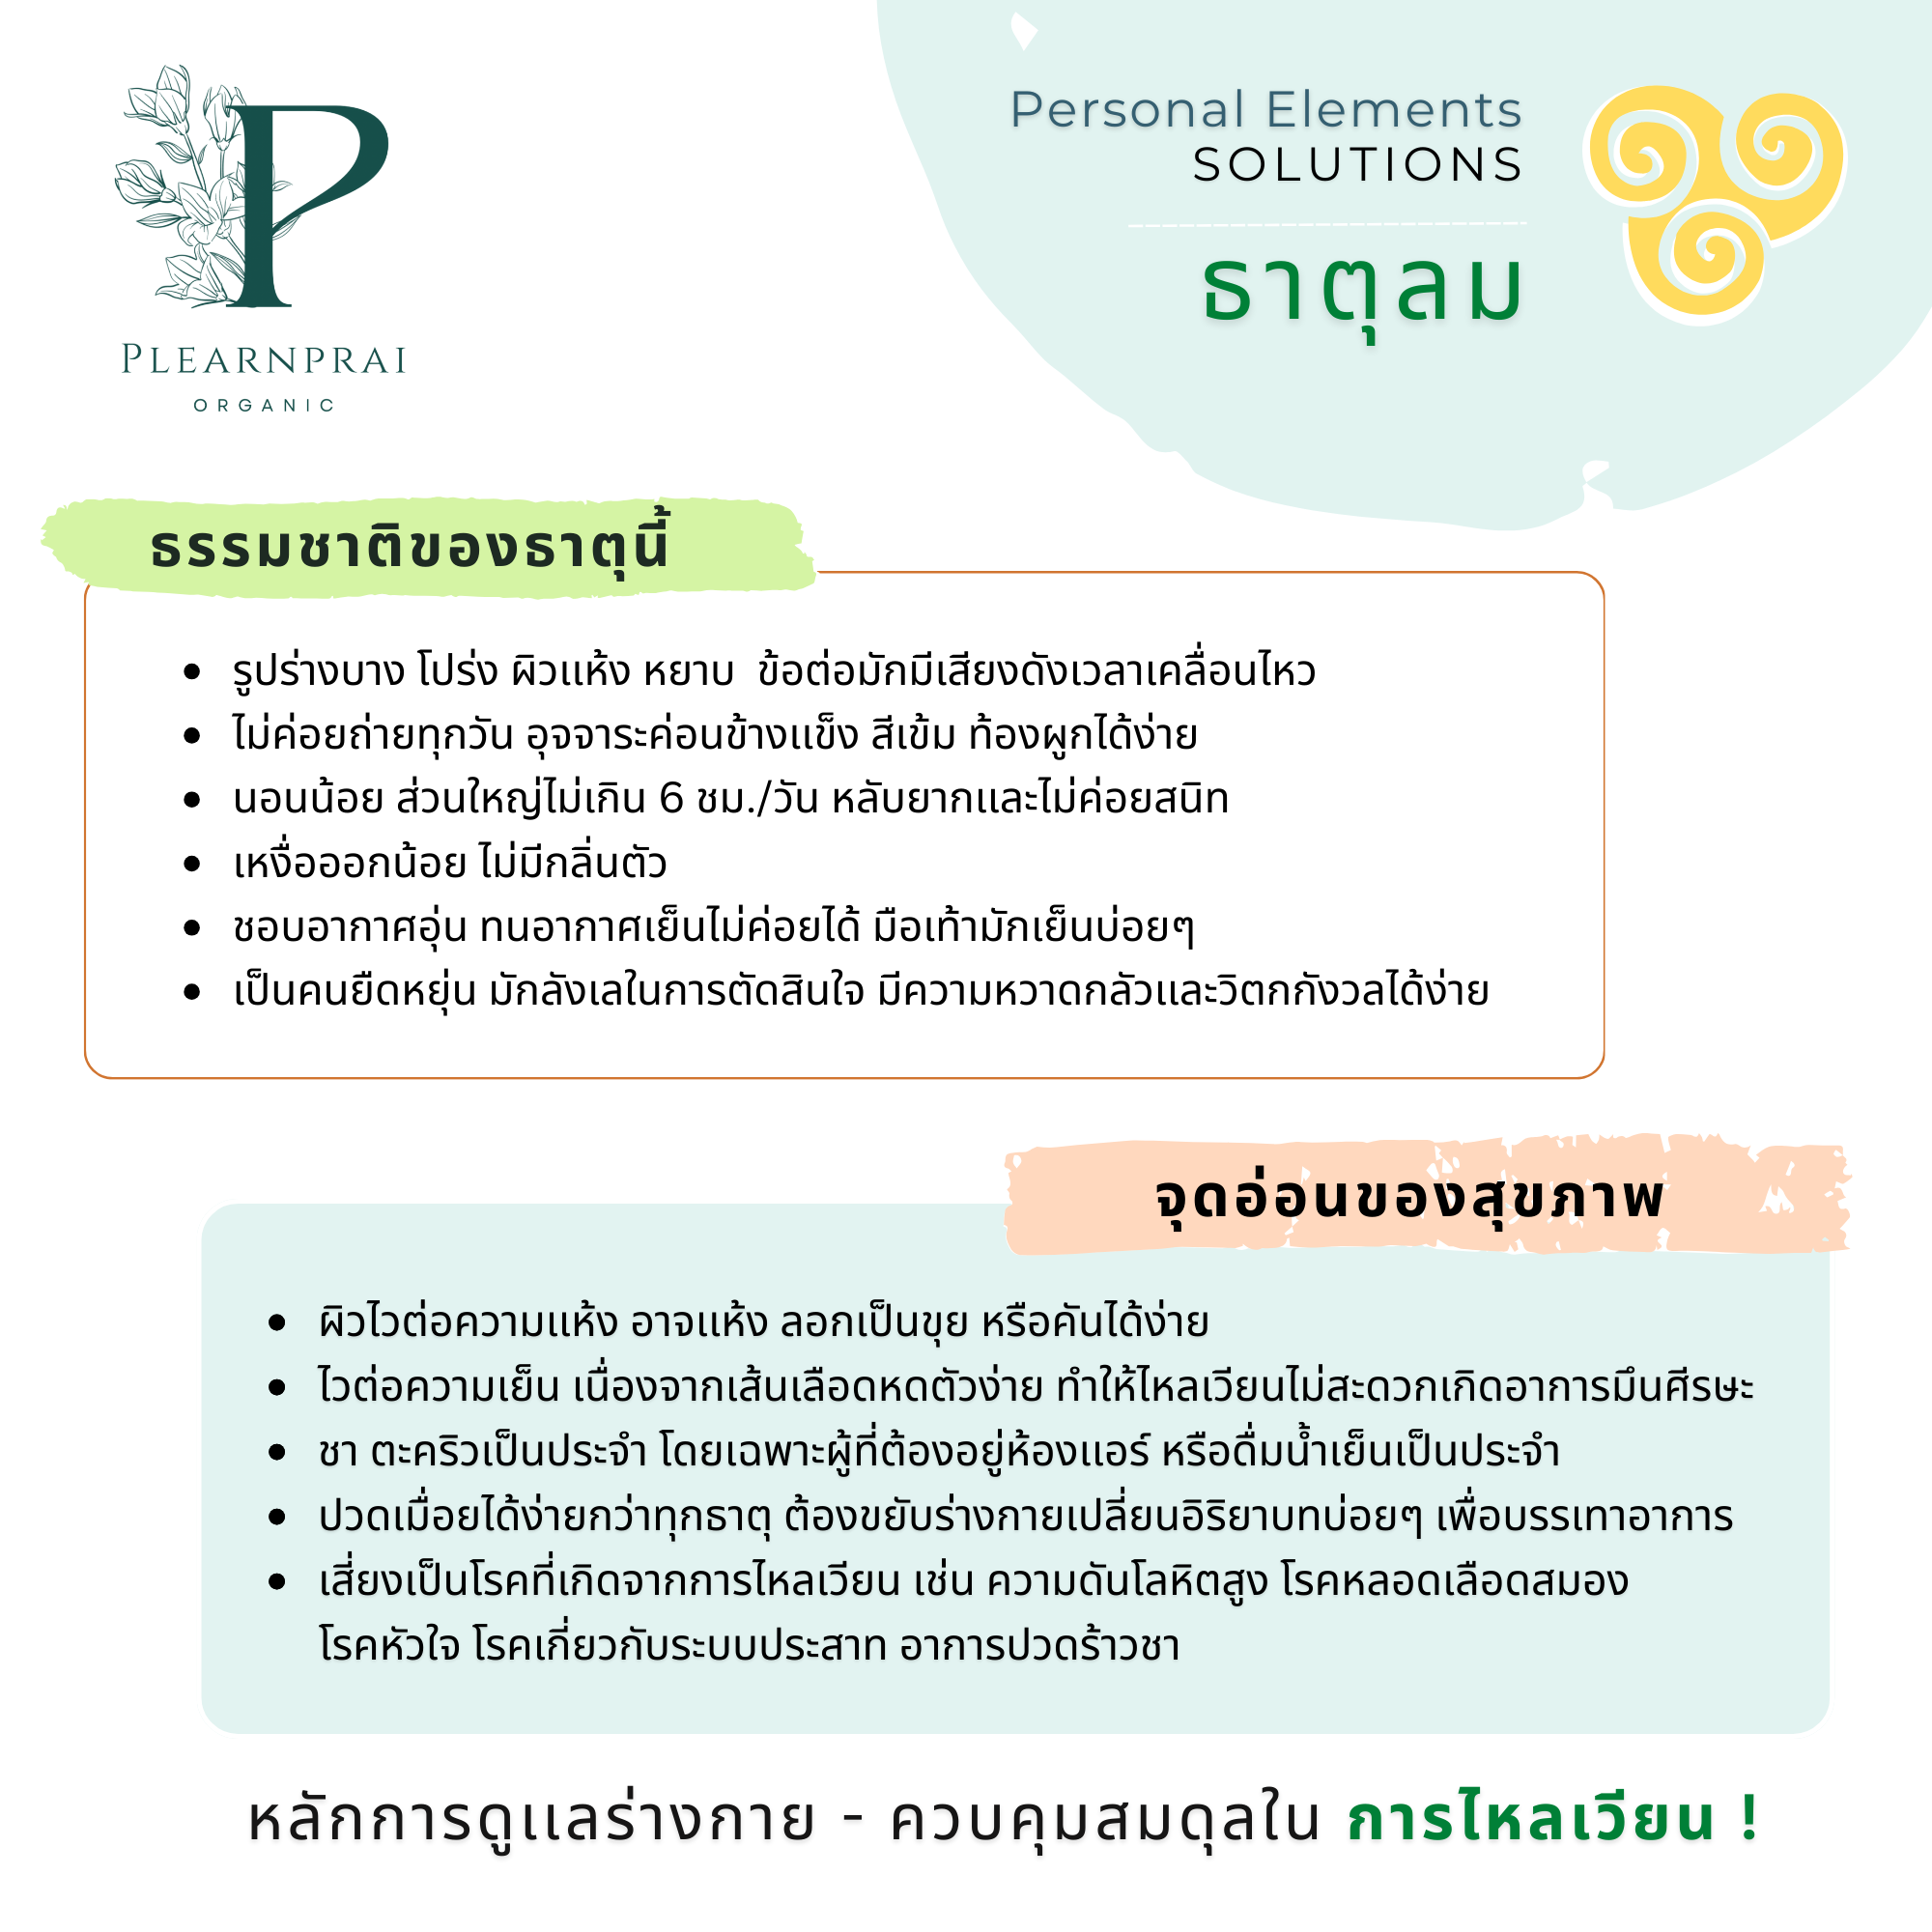 P
PLEARNPRAI
ORGANIC
Personal Elements
SOLUTIONS
ธาตุลม
ธรรมชาติของธาตุนี้
• รูปร่างบาง โปร่ง ผิวแห้ง หยาบ  ข้อต่อมักมีเสียงดังเวลาเคลื่อนไหว
• ไม่ค่อยถ่ายทุกวัน อุจจาระค่อนข้างแข็ง สีเข้ม ท้องผูกได้ง่าย
• นอนน้อย ส่วนใหญ่ไม่เกิน 6 ชม./วัน หลับยากและไม่ค่อยสนิท
• เหงื่อออกน้อย ไม่มีกลิ่นตัว
• ชอบอากาศอุ่น ทนอากาศเย็นไม่ค่อยได้ มือเท้ามักเย็นบ่อยๆ
• เป็นคนยืดหยุ่น มักลังเลในการตัดสินใจ มีความหวาดกลัวและวิตกกังวลได้ง่าย
จุดอ่อนของสุขภาพ
• ผิวไวต่อความแห้ง อาจแห้ง ลอกเป็นขุย หรือคันได้ง่าย
• ไวต่อความเย็น เนื่องจากเส้นเลือดหดตัวง่าย ทำให้ไหลเวียนไม่สะดวกเกิดอาการมึนศีรษะ
• ชา ตะคริวเป็นประจำ โดยเฉพาะผู้ที่ต้องอยู่ห้องแอร์ หรือดื่มน้ำเย็นเป็นประจำ
• ปวดเมื่อยได้ง่ายกว่าทุกธาตุ ต้องขยับร่างกายเปลี่ยนอิริยาบทบ่อยๆ เพื่อบรรเทาอาการ
• เสี่ยงเป็นโรคที่เกิดจากการไหลเวียน เช่น ความดันโลหิตสูง โรคหลอดเลือดสมอง
โรคหัวใจ โรคเกี่ยวกับระบบประสาท อาการปวดร้าวชา
หลักการดูแลร่างกาย - ควบคุมสมดุลใน การไหลเวียน !